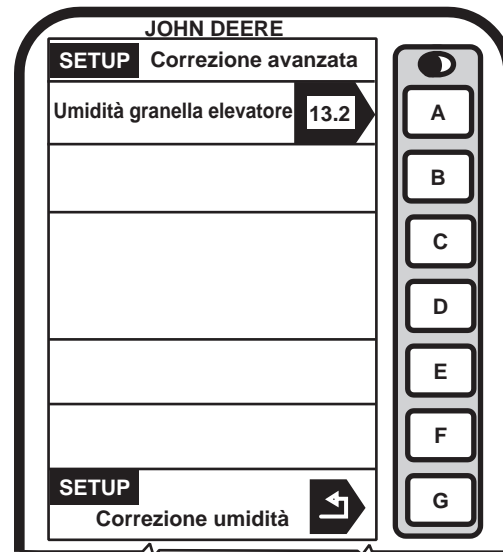 JOHN DEERE
SETUP Correzione avanzata
Umidità granella elevatore 13.2
A
B
C
D
E
F
SETUP
Correzione umidità
G